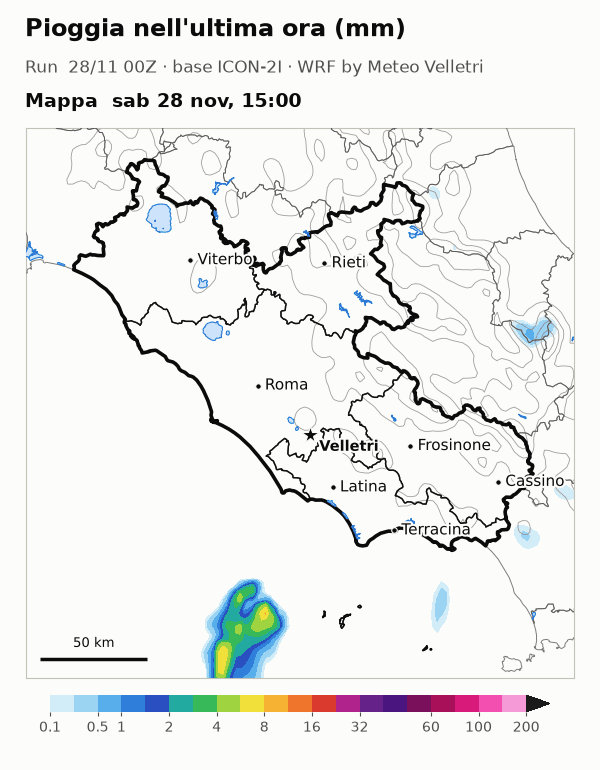 Pioggia nell'ultima ora (mm)
Run  28/11 00Z · base ICON-2I · WRF by Meteo Velletri
Mappa  sab 28 nov, 15:00
Viterbo
Rieti
Roma
Velletri
Frosinone
Latina
Cassino
Terracina
50 km
0.1 0.5 1 2 4 8 16 32 60 100 200